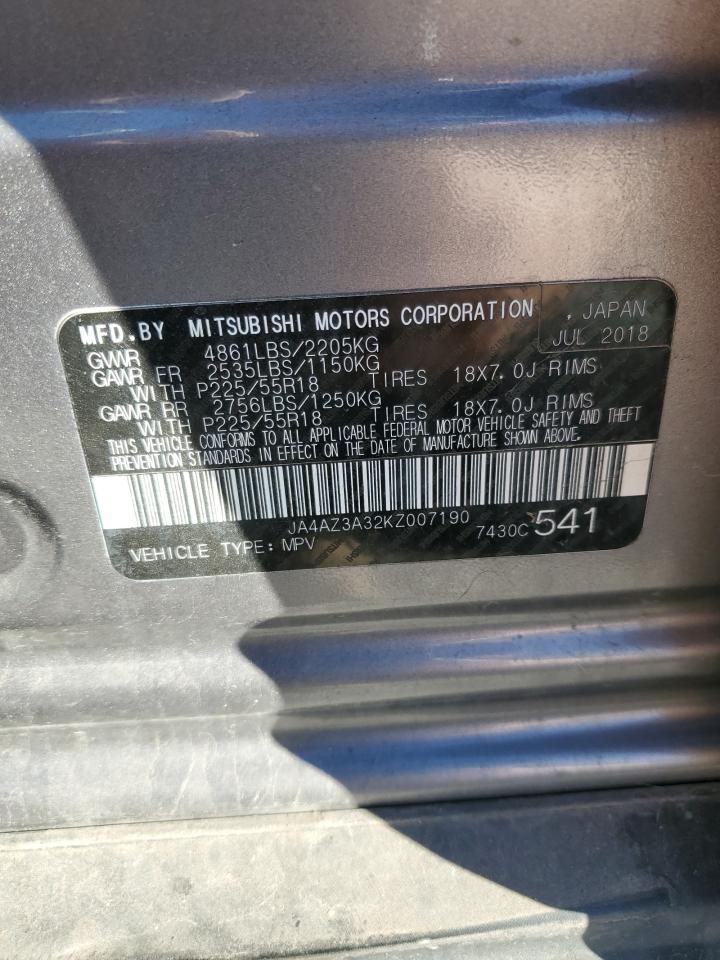 MFD.BY MITSUBISHI MOTORS CORPORATION , JAPAN
GVWR 4861LBS/2205KG JUL 2018
GAWR FR 2535LBS/1150KG
WITH P225/55R18 TIRES 18X7.0J RIMS
GAWR RR 2756LBS/1250KG
WITH P225/55R18 TIRES 18X7.0J RIMS
THIS VEHICLE CONFORMS TO ALL APPLICABLE FEDERAL MOTOR VEHICLE SAFETY AND THEFT
PREVENTION STANDARDS IN EFFECT ON THE DATE OF MANUFACTURE SHOWN ABOVE.
JA4AZ3A32KZ007190
VEHICLE TYPE: MPV 7430C 541